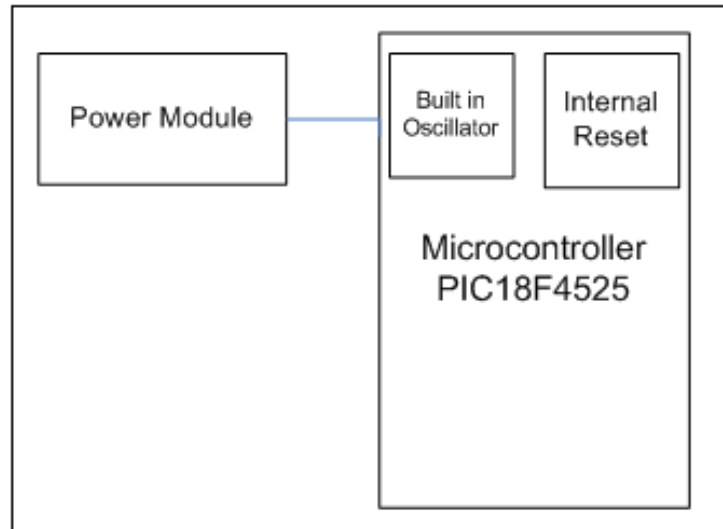 Power Module
Built in
Oscillator
Internal
Reset
Microcontroller
PIC18F4525